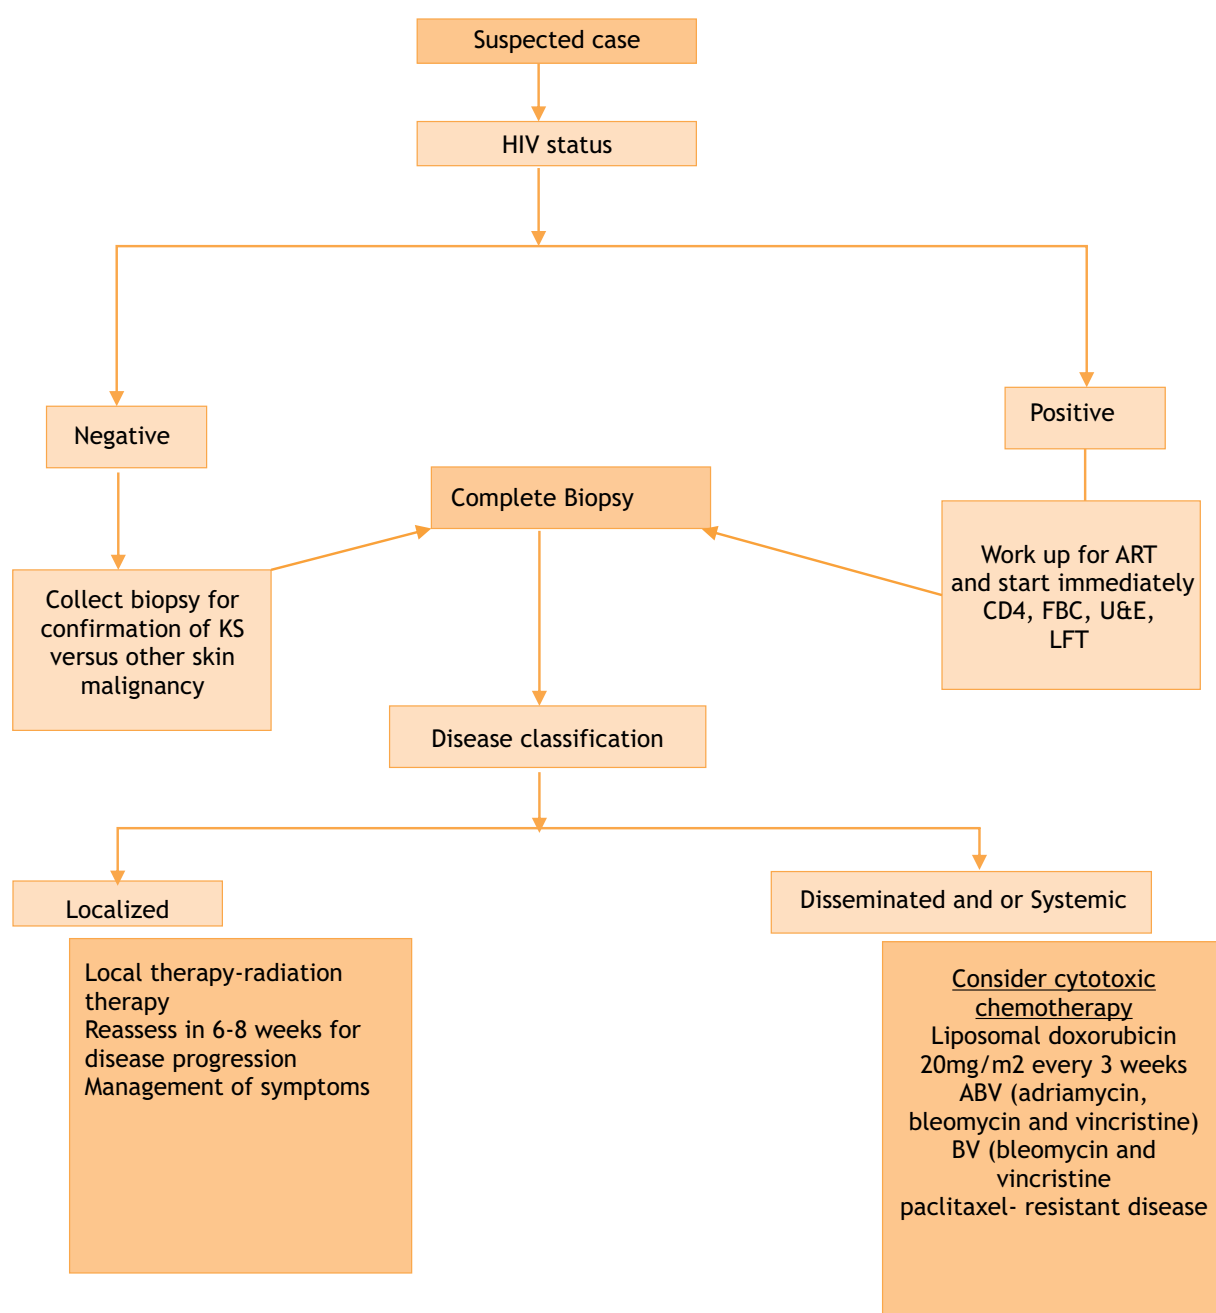 Suspected case
HIV status
Negative
Positive
Complete Biopsy
Collect biopsy for
confirmation of KS
versus other skin
malignancy
Work up for ART
and start immediately
CD4, FBC, U&E,
LFT
Disease classification
Localized
Disseminated and or Systemic
Local therapy-radiation
therapy
Reassess in 6-8 weeks for
disease progression
Management of symptoms
Consider cytotoxic
chemotherapy
Liposomal doxorubicin
20mg/m2 every 3 weeks
ABV (adriamycin,
bleomycin and vincristine)
BV (bleomycin and
vincristine
paclitaxel- resistant disease